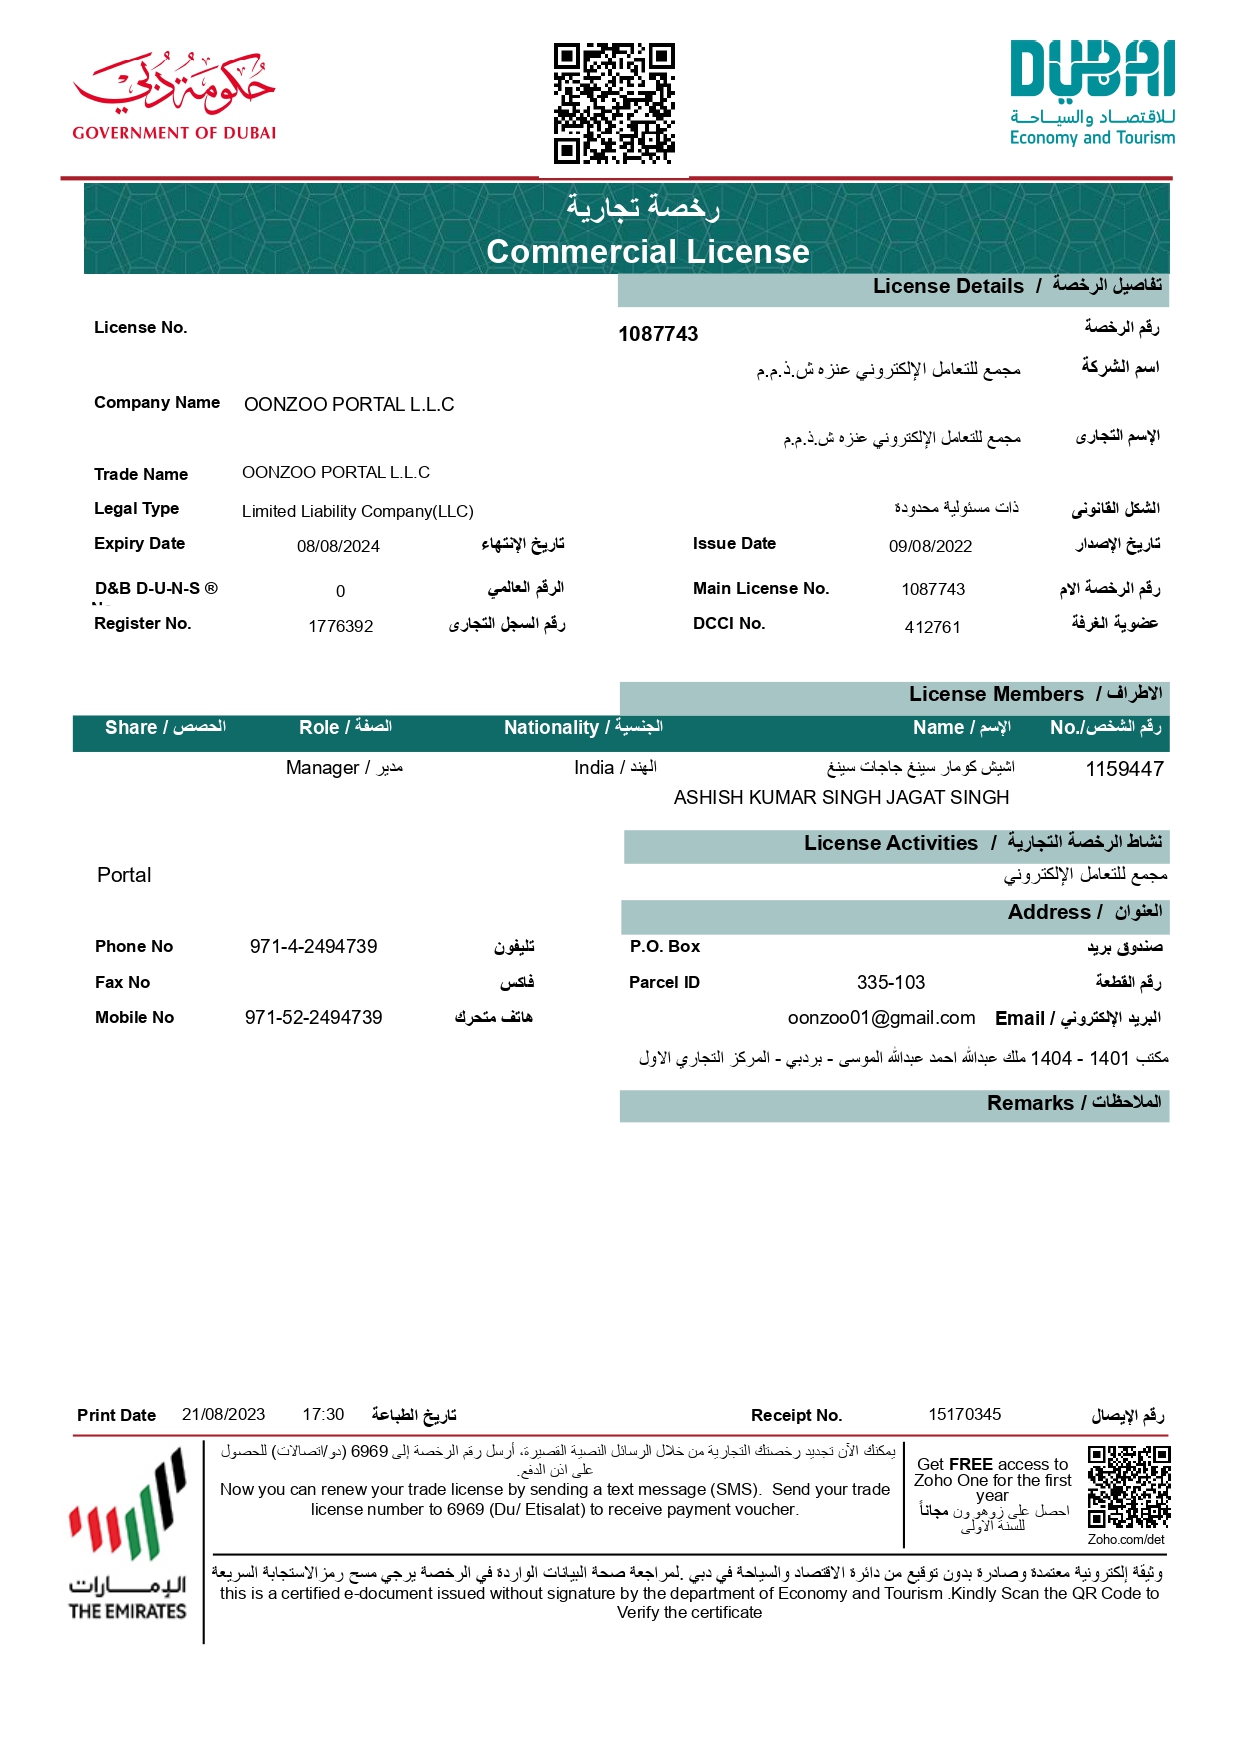 حكومة دبي
GOVERNMENT OF DUBAI
DUBAI
للاقتصاد والسياحة
Economy and Tourism
رخصة تجارية
Commercial License
License Details / تفاصيل الرخصة
License No. 1087743 رقم الرخصة
مجمع للتعامل الإلكتروني عنزه ش.ذ.م.م اسم الشركة
Company Name OONZOO PORTAL L.L.C
مجمع للتعامل الإلكتروني عنزه ش.ذ.م.م الإسم التجارى
Trade Name OONZOO PORTAL L.L.C
Legal Type Limited Liability Company(LLC) ذات مسئولية محدودة الشكل القانونى
Expiry Date 08/08/2024 تاريخ الإنتهاء Issue Date 09/08/2022 تاريخ الإصدار
D&B D-U-N-S ® 0 الرقم العالمي Main License No. 1087743 رقم الرخصة الام
Register No. 1776392 رقم السجل التجارى DCCI No. 412761 عضوية الغرفة
License Members / الاطراف
Share / الحصص Role / الصفة Nationality / الجنسية Name / الإسم No./رقم الشخص
Manager / مدير India / الهند اشيش كومار سينغ جاجات سينغ 1159447
ASHISH KUMAR SINGH JAGAT SINGH
License Activities / نشاط الرخصة التجارية
Portal مجمع للتعامل الإلكتروني
Address / العنوان
Phone No 971-4-2494739 تليفون P.O. Box صندوق بريد
Fax No فاكس Parcel ID 335-103 رقم القطعة
Mobile No 971-52-2494739 هاتف متحرك oonzoo01@gmail.com Email / البريد الإلكتروني
مكتب 1401 - 1404 ملك عبدالله احمد عبدالله الموسى - بردبي - المركز التجاري الاول
Remarks / الملاحظات
Print Date 21/08/2023 17:30 تاريخ الطباعة Receipt No. 15170345 رقم الإيصال
يمكنك الآن تجديد رخصتك التجارية من خلال الرسائل النصية القصيرة، أرسل رقم الرخصة إلى 6969 (دو/اتصالات) للحصول
على اذن الدفع.
Now you can renew your trade license by sending a text message (SMS). Send your trade
license number to 6969 (Du/ Etisalat) to receive payment voucher.
Get FREE access to
Zoho One for the first
year
احصل على زوهو ون مجاناً
للسنة الاولى
Zoho.com/det
الإمارات
THE EMIRATES
وثيقة إلكترونية معتمدة وصادرة بدون توقيع من دائرة الاقتصاد والسياحة في دبي .لمراجعة صحة البيانات الواردة في الرخصة يرجي مسح رمزالاستجابة السريعة
this is a certified e-document issued without signature by the department of Economy and Tourism .Kindly Scan the QR Code to
Verify the certificate